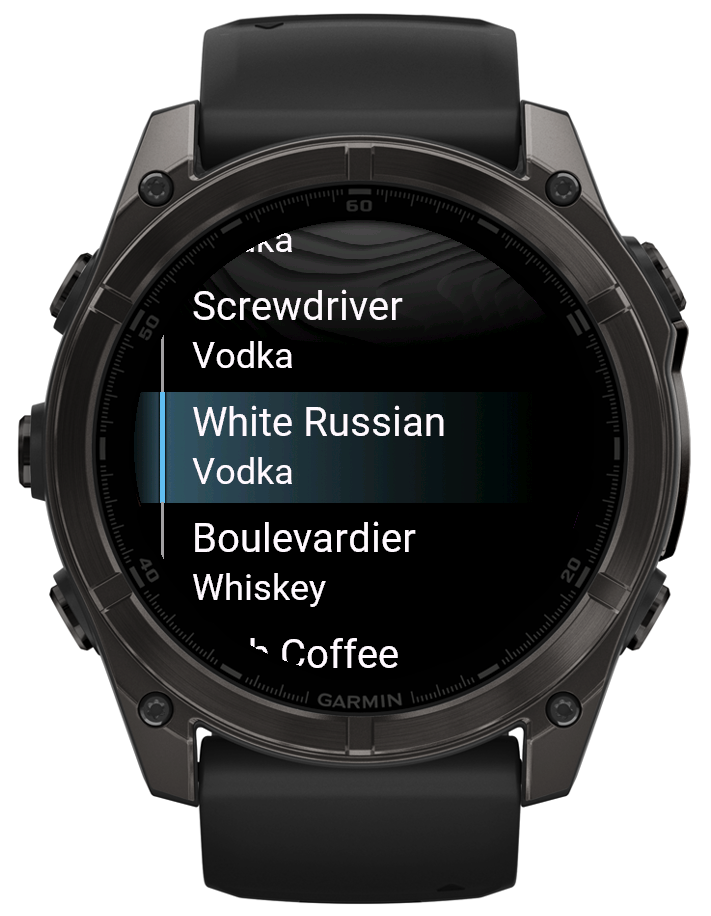 60
Screwdriver
Vodka
50
White Russian
Vodka
Boulevardier
Whiskey
40
20
Coffee
GARMIN